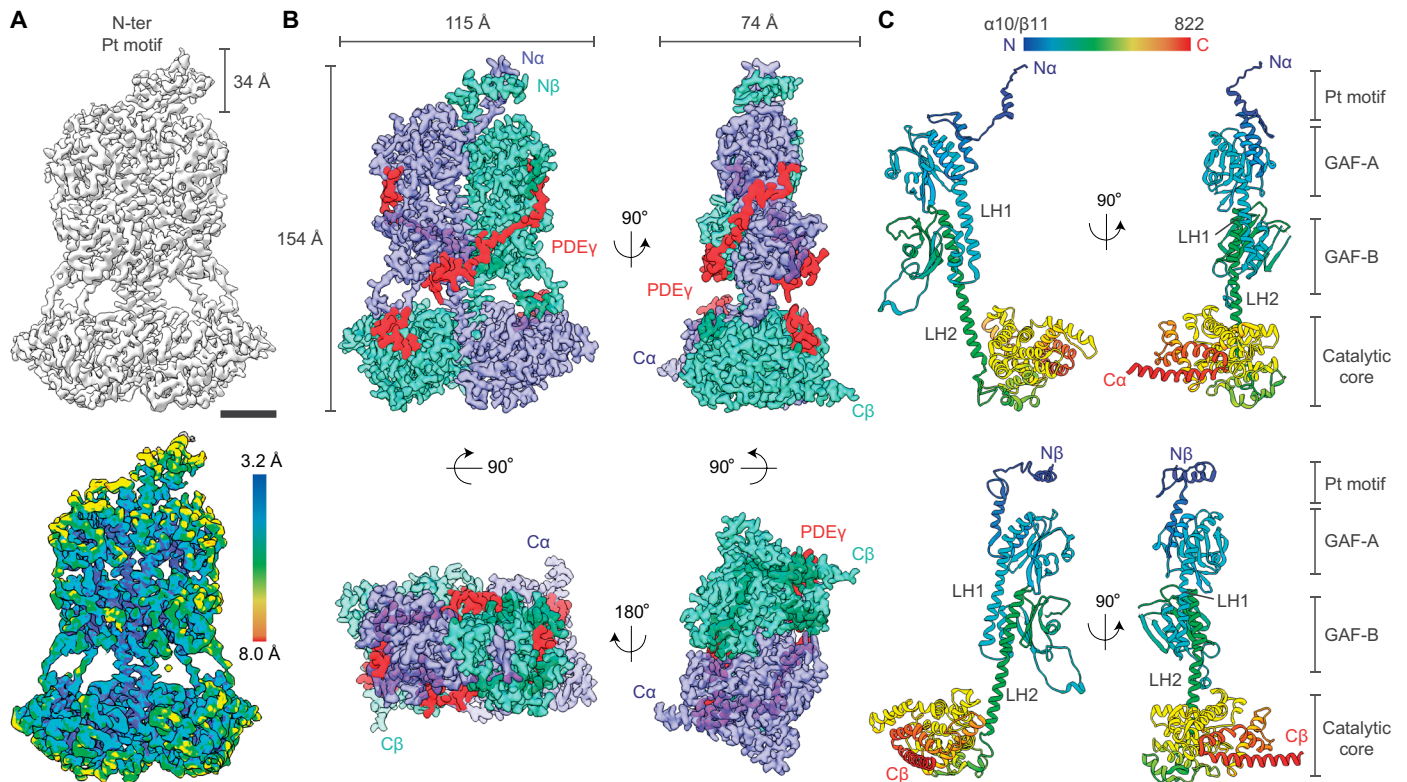 A
N-ter
Pt motif
34 Å
3.2 Å
8.0 Å
B
115 Å
74 Å
154 Å
Nα
Nβ
PDEγ
90°
PDEγ
Cα
Cβ
90°
90°
Cα
PDEγ
Cβ
180°
Cα
Cβ
C
α10/β11
822
N
C
Nα
Nα
Pt motif
GAF-A
LH1
90°
LH1
GAF-B
LH2
LH2
Cα
Catalytic
core
Nβ
Nβ
Pt motif
GAF-A
LH1
90°
LH1
GAF-B
LH2
LH2
Cβ
Cβ
Catalytic
core